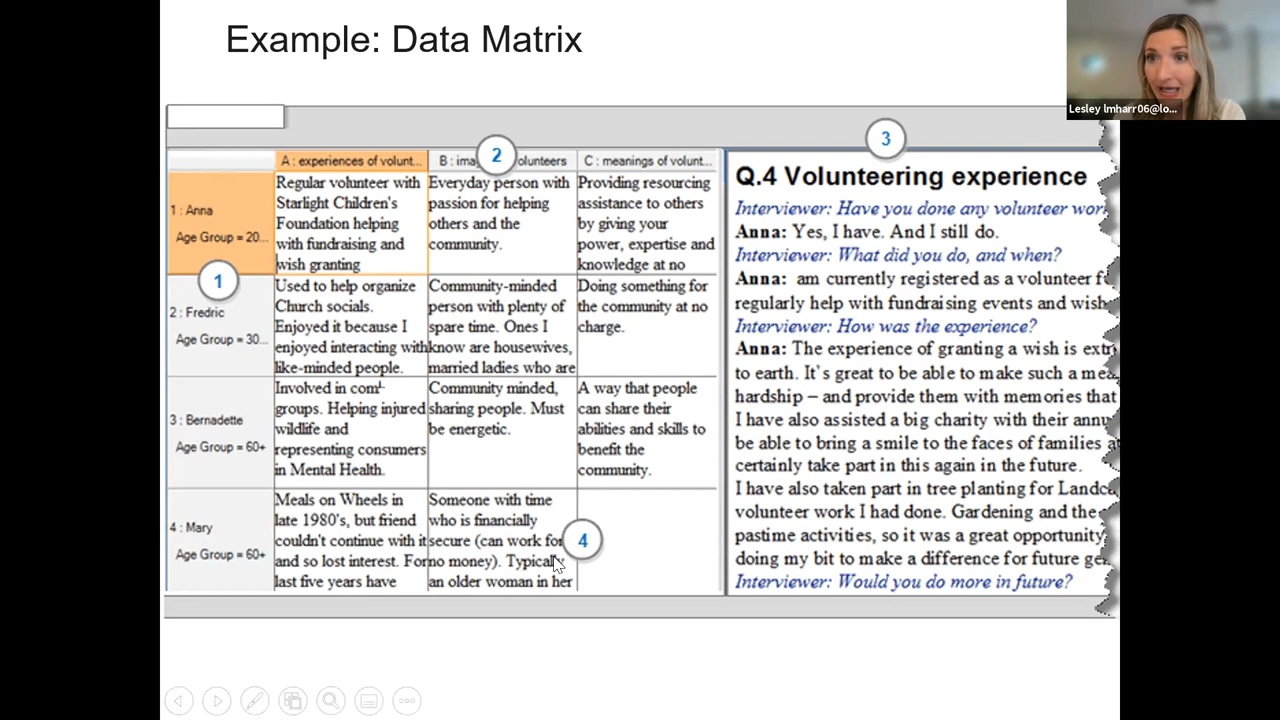 Example: Data Matrix
Lesley lmharr06@lo...
1
2
3
4
A : experiences of volunt...
B : ima
olunteers
C : meanings of volunt...
1 : Anna
Age Group = 20...
Regular volunteer with
Starlight Children's
Foundation helping
with fundraising and
wish granting
Everyday person with
passion for helping
others and the
community.
Providing resourcing
assistance to others
by giving your
power, expertise and
knowledge at no
2 : Fredric
Age Group = 30...
Used to help organize
Church socials.
Enjoyed it because I
enjoyed interacting with
like-minded people.
Community-minded
person with plenty of
spare time. Ones I
know are housewives,
married ladies who are
Doing something for
the community at no
charge.
3 : Bernadette
Age Group = 60+
Involved in
groups. Helping injured
wildlife and
representing consumers
in Mental Health.
Community minded,
sharing people. Must
be energetic.
A way that people
can share their
abilities and skills to
benefit the
community.
4 : Mary
Age Group = 60+
Meals on Wheels in
late 1980's, but friend
couldn't continue with it
and so lost interest. For
last five years have
Someone with time
who is financially
secure (can work for
no money). Typically
an older woman in her
Q.4 Volunteering experience
Interviewer: Have you done any volunteer wor
Anna: Yes, I have. And I still do.
Interviewer: What did you do, and when?
Anna: am currently registered as a volunteer f
regularly help with fundraising events and wish
Interviewer: How was the experience?
Anna: The experience of granting a wish is extr
to earth. It's great to be able to make such a mea
hardship – and provide them with memories that
I have also assisted a big charity with their annu
be able to bring a smile to the faces of families a
certainly take part in this again in the future.
I have also taken part in tree planting for Landca
volunteer work I had done. Gardening and the
pastime activities, so it was a great opportunity
doing my bit to make a difference for future ge
Interviewer: Would you do more in future?